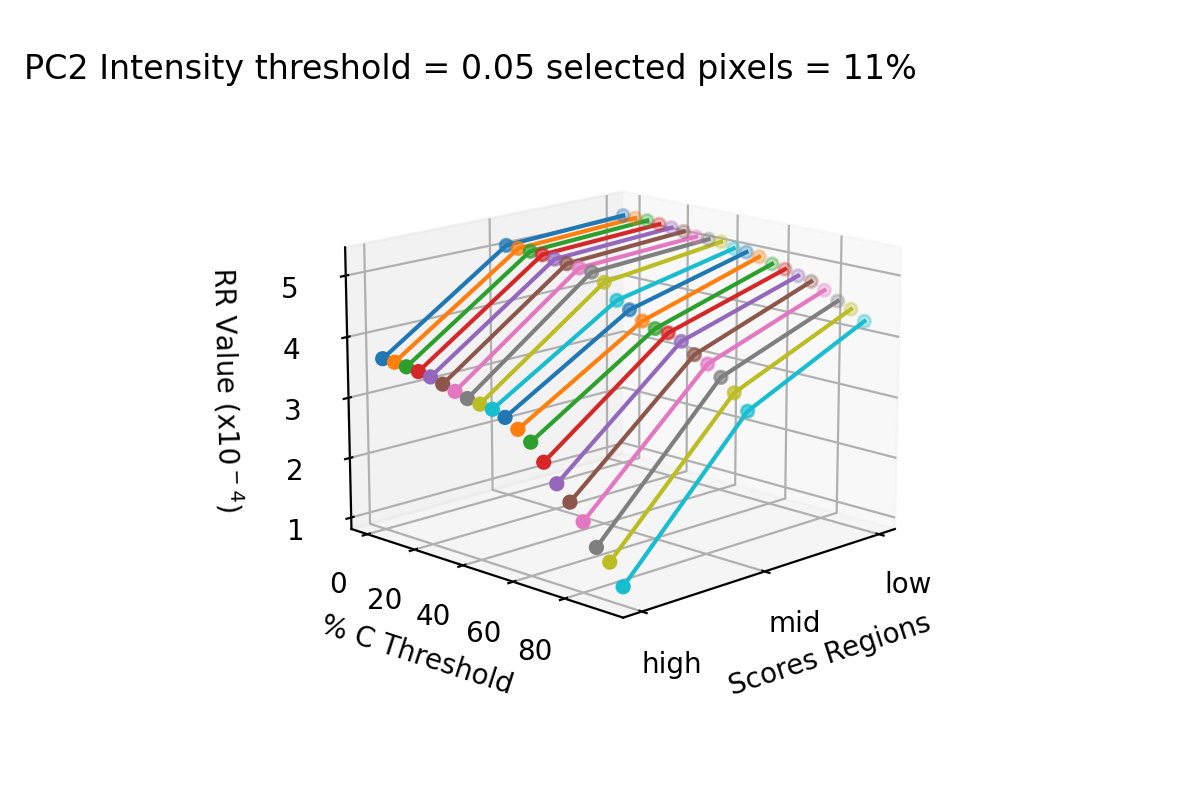 PC2 Intensity threshold = 0.05 selected pixels = 11%
RR Value (x10⁻⁴)
5
4
3
2
1
0
20
40
60
80
% C Threshold
high
mid
low
Scores Regions